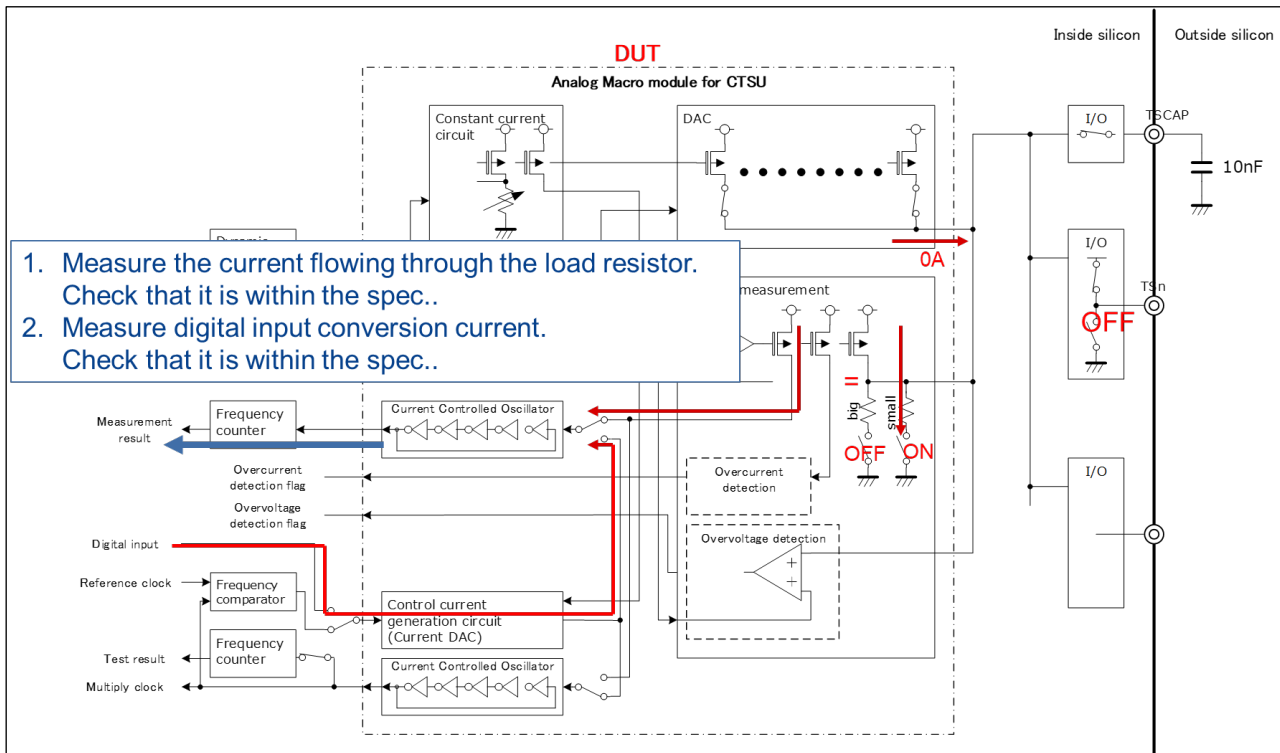 Inside silicon
Outside silicon
DUT
Analog Macro module for CTSU
Constant current
circuit
DAC
I/O
TSCAP
10nF
0A
1. Measure the current flowing through the load resistor.
Check that it is within the spec..
2. Measure digital input conversion current.
Check that it is within the spec..
measurement
I/O
TSn
OFF
=
big
small
OFF
ON
Measurement
result
Frequency
counter
Current Controlled Oscillator
Overcurrent
detection flag
Overcurrent
detection
I/O
Overvoltage
detection flag
Overvoltage detection
Digital input
Reference clock
Frequency
comparator
Control current
generation circuit
(Current DAC)
Frequency
counter
Test result
Multiply clock
Current Controlled Oscillator